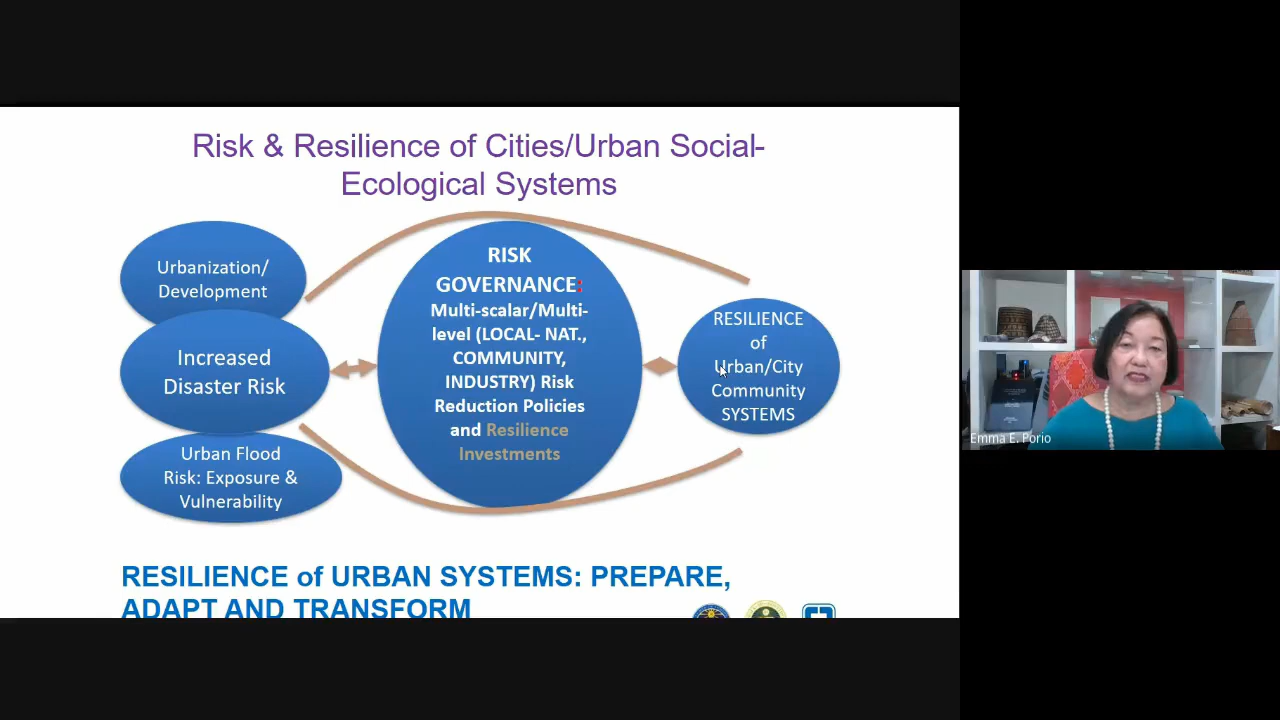 Risk & Resilience of Cities/Urban Social-
Ecological Systems
Urbanization/
Development
Increased
Disaster Risk
Urban Flood
Risk: Exposure &
Vulnerability
RISK
GOVERNANCE:
Multi-scalar/Multi-
level (LOCAL- NAT.,
COMMUNITY,
INDUSTRY) Risk
Reduction Policies
and Resilience
Investments
RESILIENCE
of
Urban/City
Community
SYSTEMS
RESILIENCE of URBAN SYSTEMS: PREPARE,
ADAPT AND TRANSFORM
Emma E. Porio